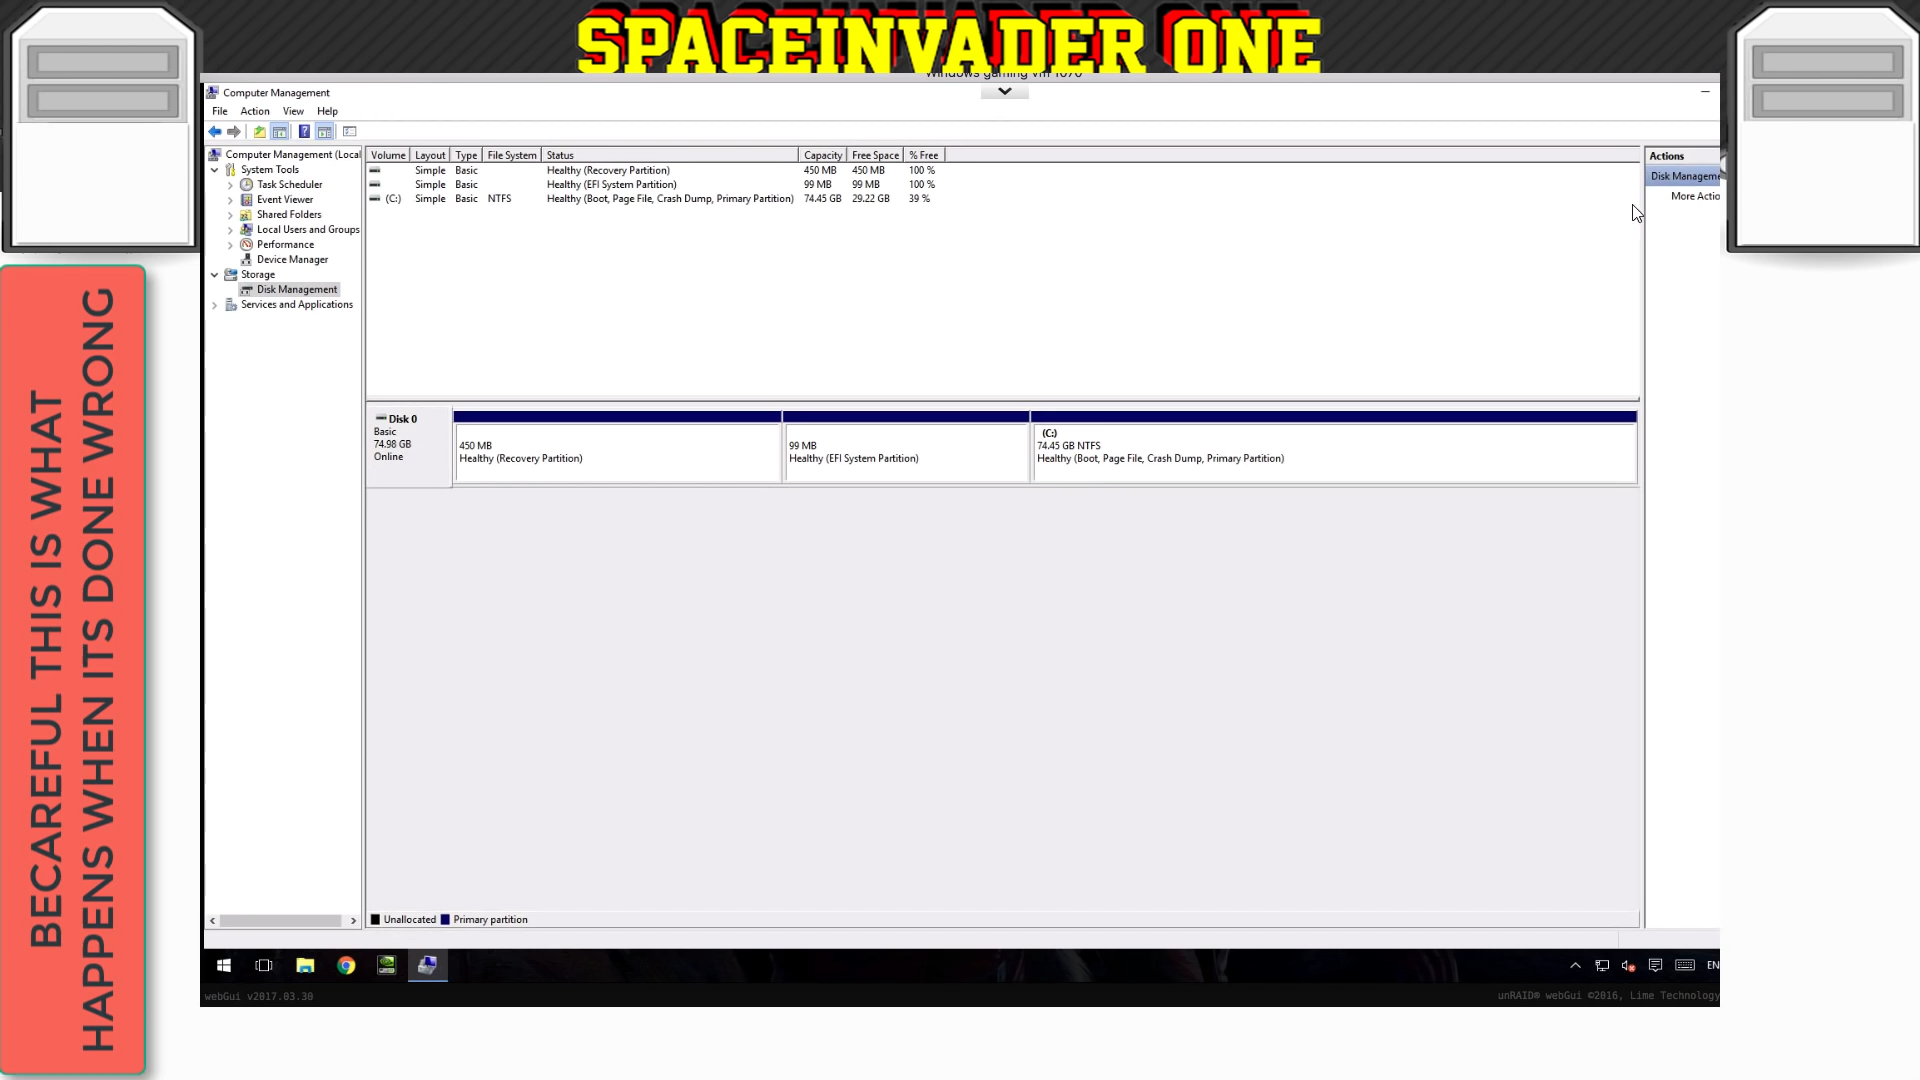 SPACEINVADER ONE
Windows gaming vm 1070
Computer Management
File Action View Help
Computer Management (Local
System Tools
Task Scheduler
Event Viewer
Shared Folders
Local Users and Groups
Performance
Device Manager
Storage
Disk Management
Services and Applications
Volume Layout Type File System Status Capacity Free Space % Free
Simple Basic Healthy (Recovery Partition) 450 MB 450 MB 100 %
Simple Basic Healthy (EFI System Partition) 99 MB 99 MB 100 %
(C:) Simple Basic NTFS Healthy (Boot, Page File, Crash Dump, Primary Partition) 74.45 GB 29.22 GB 39 %
Actions
Disk Manageme
More Actio
Disk 0
Basic
74.98 GB
Online
450 MB
Healthy (Recovery Partition)
99 MB
Healthy (EFI System Partition)
(C:)
74.45 GB NTFS
Healthy (Boot, Page File, Crash Dump, Primary Partition)
Unallocated Primary partition
EN
webGui v2017.03.30
unRAID® webGui ©2016, Lime Technology
BECAREFUL THIS IS WHAT
HAPPENS WHEN ITS DONE WRONG